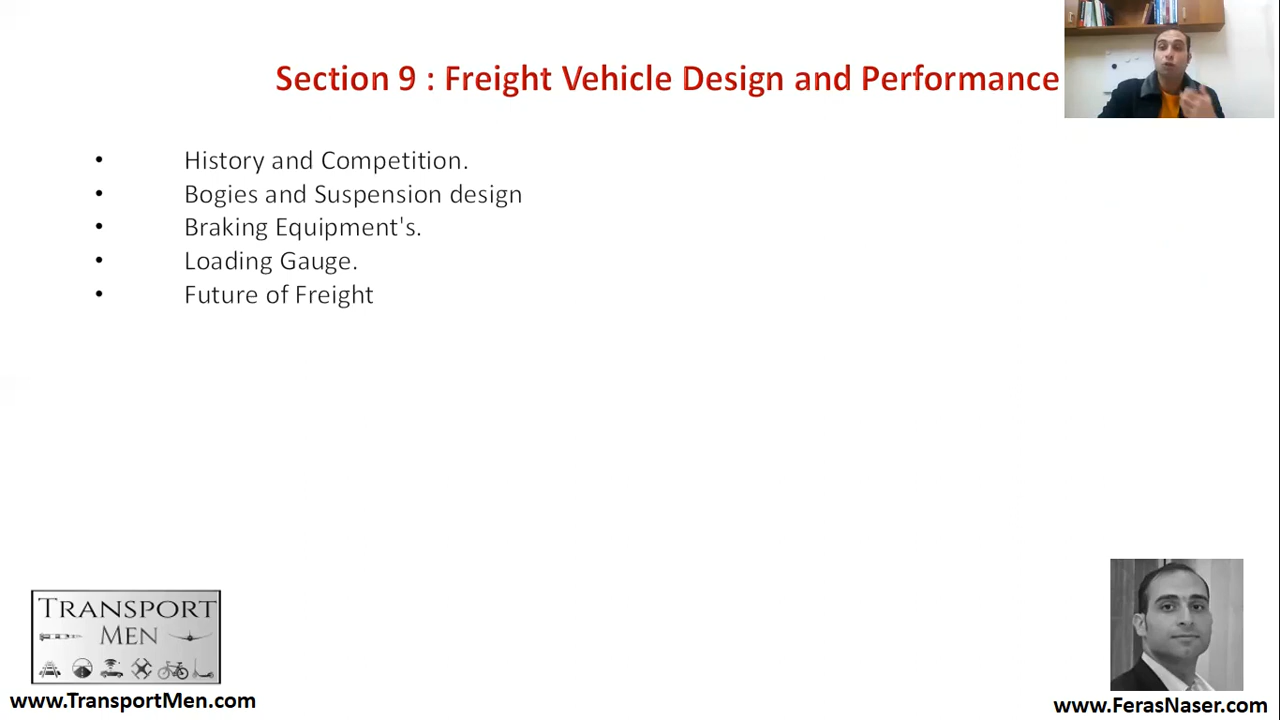 Section 9 : Freight Vehicle Design and Performance
• History and Competition.
• Bogies and Suspension design
• Braking Equipment's.
• Loading Gauge.
• Future of Freight
TRANSPORT
MEN
www.TransportMen.com
www.FerasNaser.com